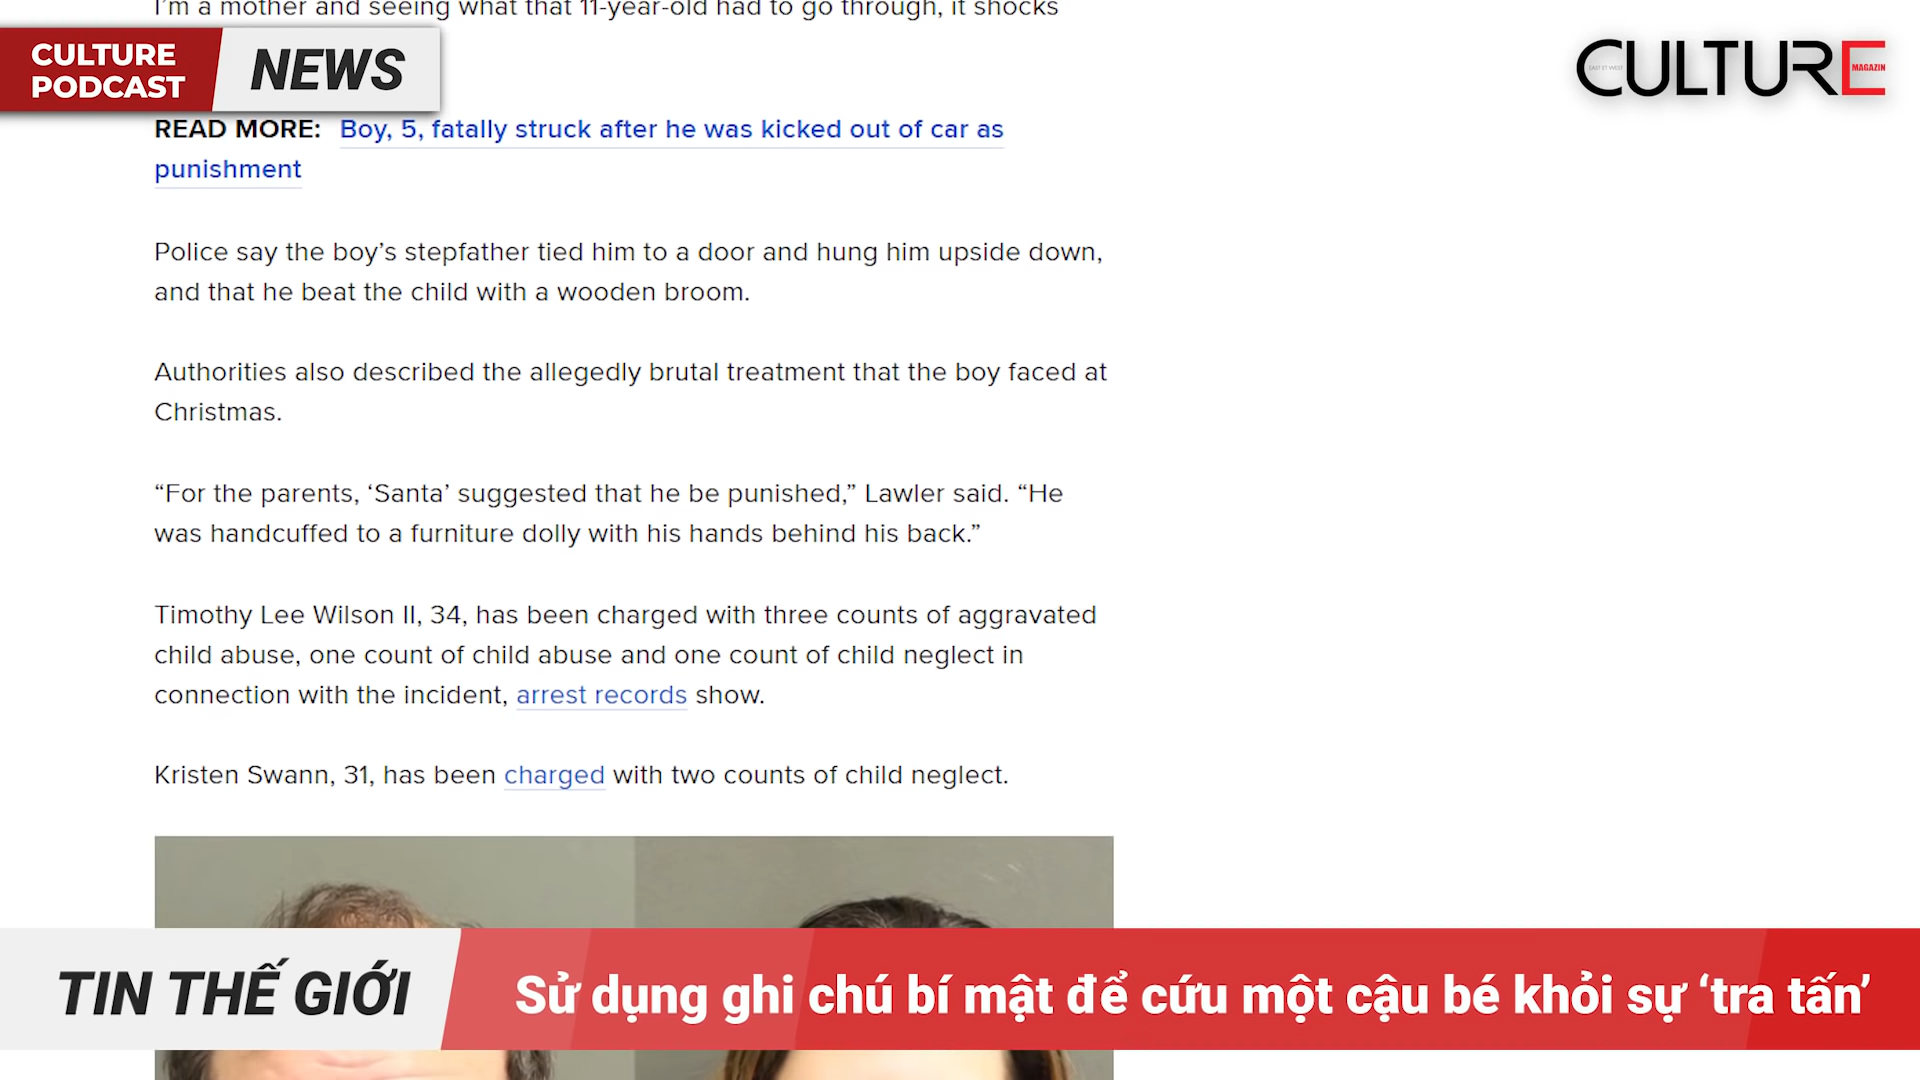 I'm a mother and seeing what that 11-year-old had to go through, it shocks
CULTURE
PODCAST
NEWS
CULTURE
EAST ET WEST
MAGAZIN
READ MORE: Boy, 5, fatally struck after he was kicked out of car as
punishment
Police say the boy’s stepfather tied him to a door and hung him upside down,
and that he beat the child with a wooden broom.
Authorities also described the allegedly brutal treatment that the boy faced at
Christmas.
“For the parents, ‘Santa’ suggested that he be punished,” Lawler said. “He
was handcuffed to a furniture dolly with his hands behind his back.”
Timothy Lee Wilson II, 34, has been charged with three counts of aggravated
child abuse, one count of child abuse and one count of child neglect in
connection with the incident, arrest records show.
Kristen Swann, 31, has been charged with two counts of child neglect.
TIN THẾ GIỚI
Sử dụng ghi chú bí mật để cứu một cậu bé khỏi sự ‘tra tấn’